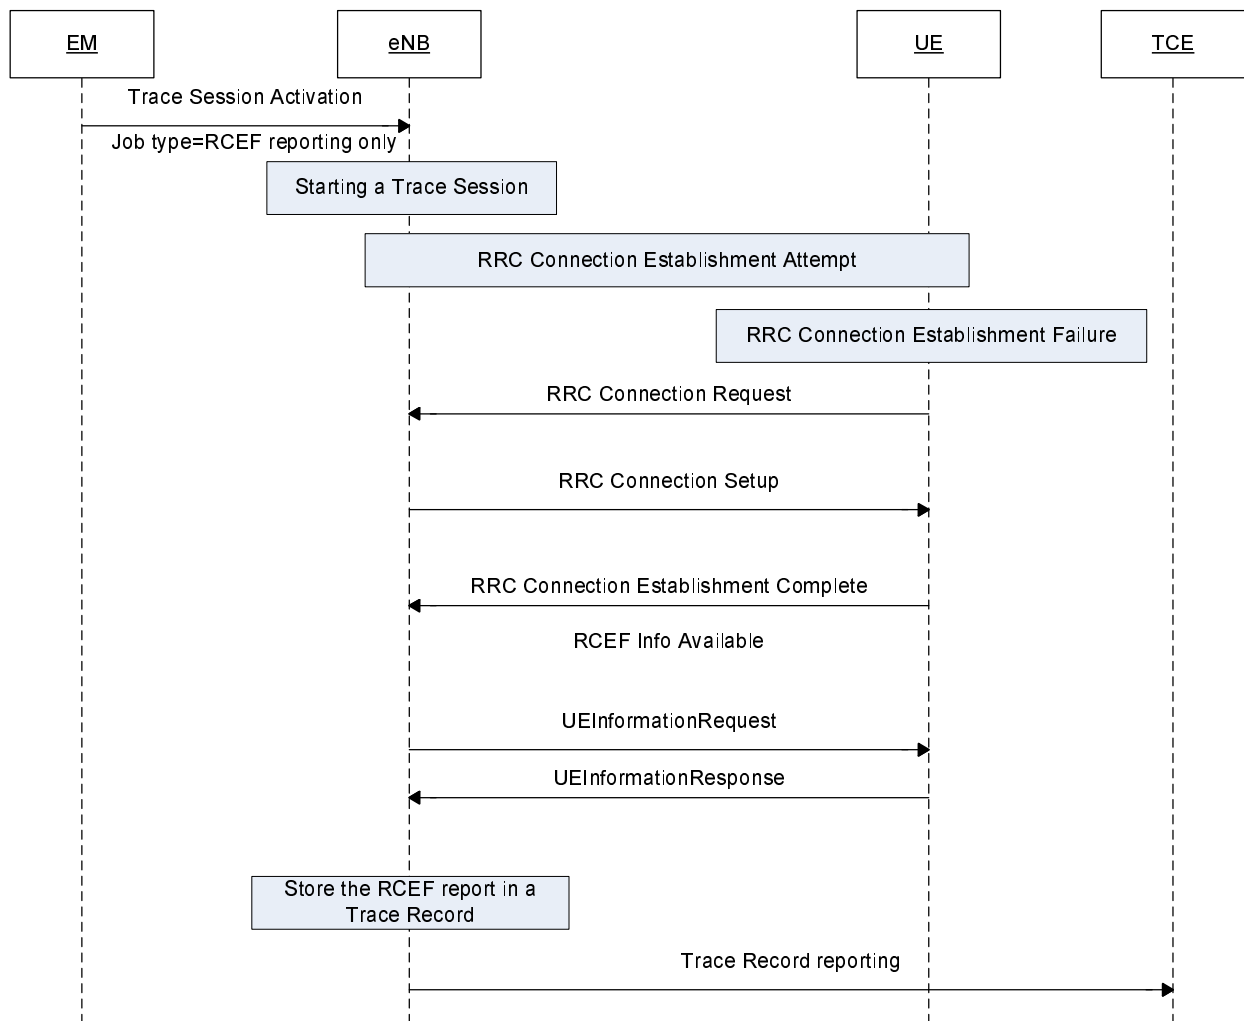 EM
eNB
UE
TCE
Trace Session Activation
Job type=RCEF reporting only
Starting a Trace Session
RRC Connection Establishment Attempt
RRC Connection Establishment Failure
RRC Connection Request
RRC Connection Setup
RRC Connection Establishment Complete
RCEF Info Available
UEInformationRequest
UEInformationResponse
Store the RCEF report in a
Trace Record
Trace Record reporting